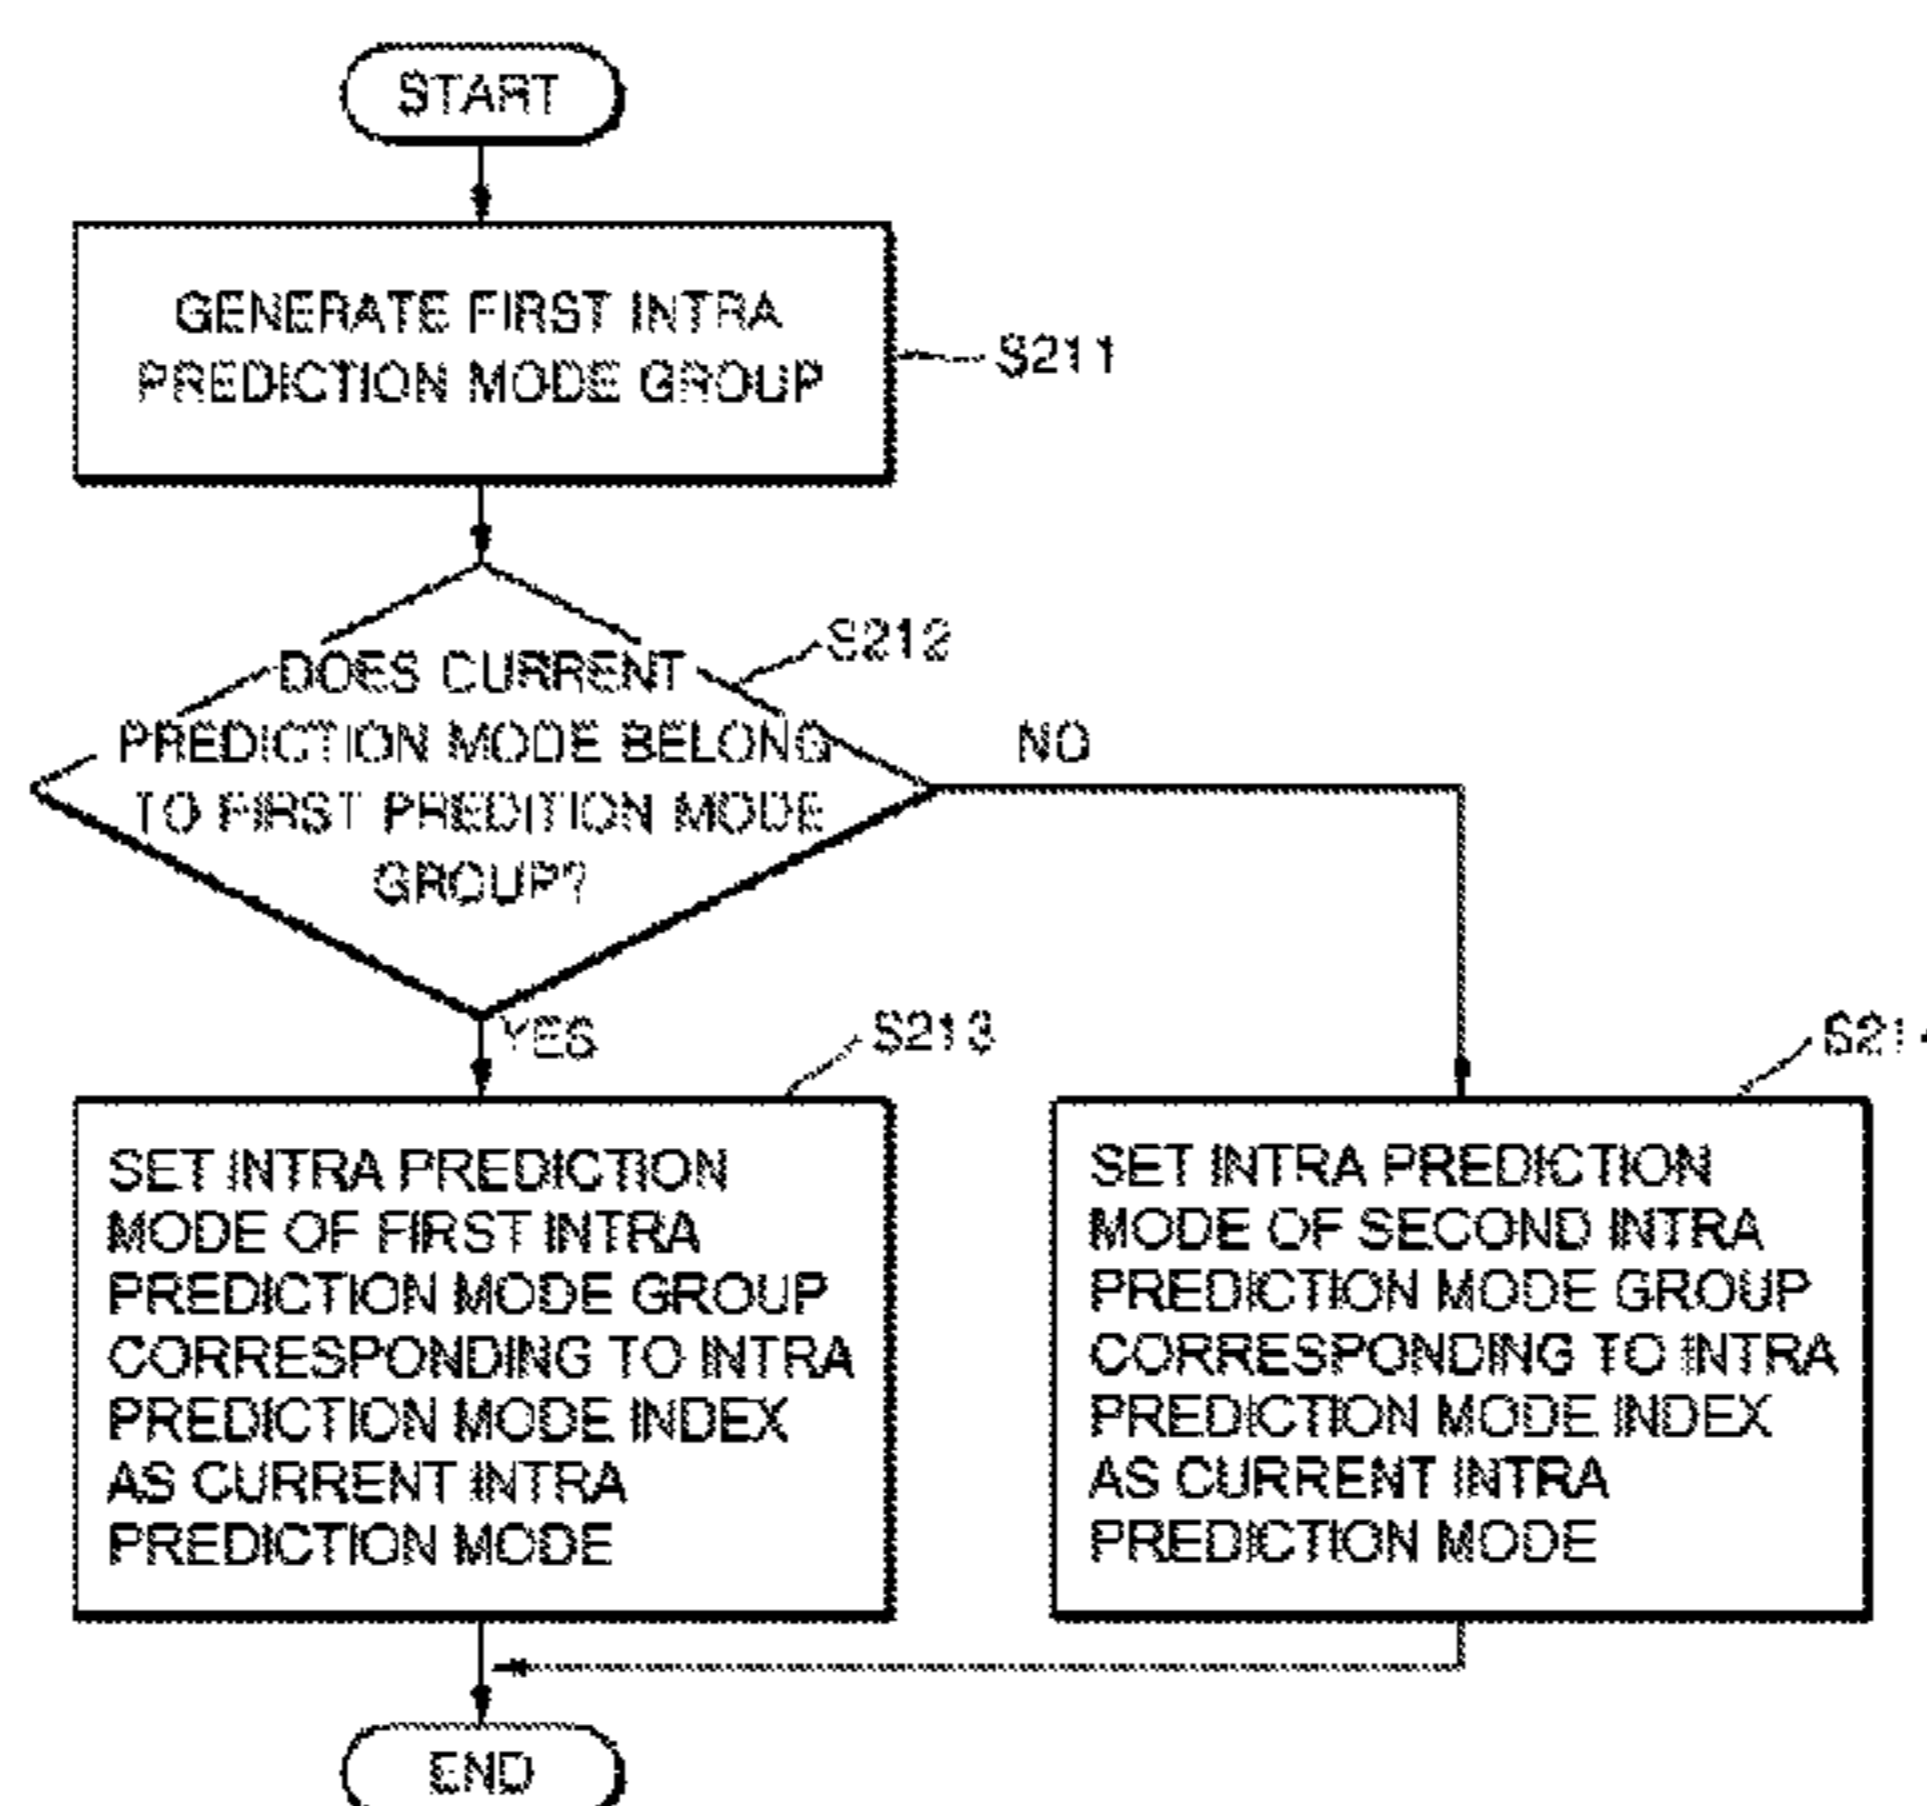 START
GENERATE FIRST INTRA
PREDICTION MODE GROUP
S211
S212
DOES CURRENT
PREDICTION MODE BELONG
TO FIRST PREDITION MODE
GROUP?
NO
YES
S213
S214
SET INTRA PREDICTION
MODE OF FIRST INTRA
PREDICTION MODE GROUP
CORRESPONDING TO INTRA
PREDICTION MODE INDEX
AS CURRENT INTRA
PREDICTION MODE
SET INTRA PREDICTION
MODE OF SECOND INTRA
PREDICTION MODE GROUP
CORRESPONDING TO INTRA
PREDICTION MODE INDEX
AS CURRENT INTRA
PREDICTION MODE
END